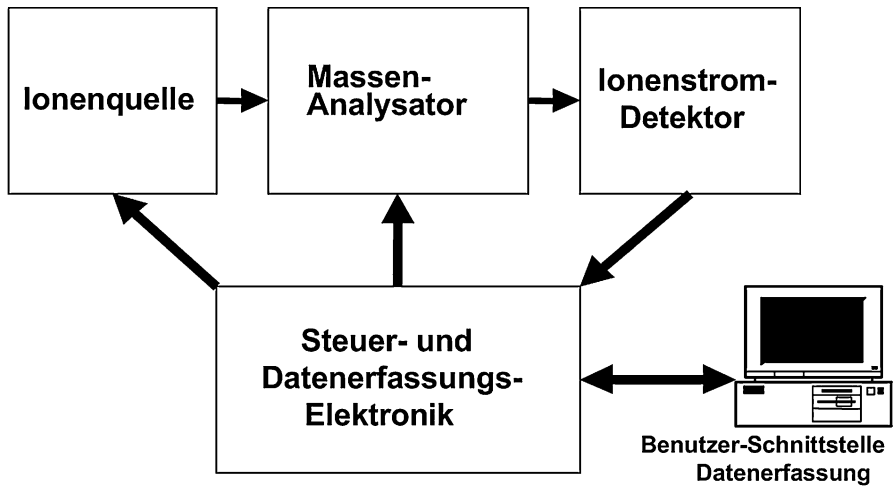 Ionenquelle
Massen-
Analysator
Ionenstrom-
Detektor
Steuer- und
Datenerfassungs-
Elektronik
Benutzer-Schnittstelle
Datenerfassung